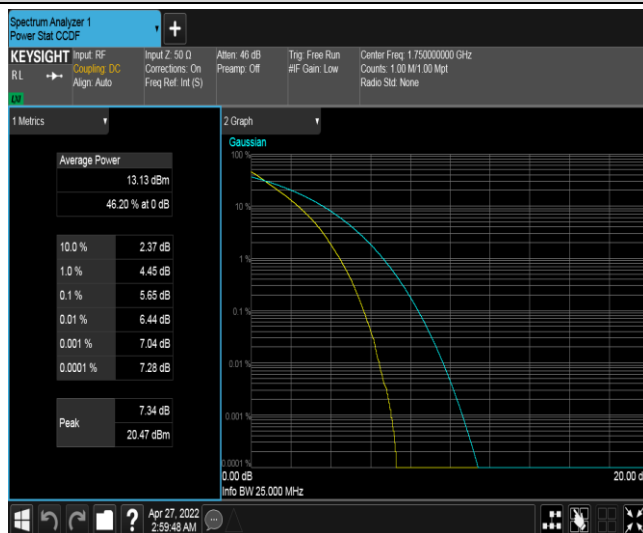 Spectrum Analyzer 1
Power Stat CCDF
KEYSIGHT
RL
LM
Input: RF
Coupling: DC
Align: Auto
Input Z: 50 Ω
Corrections: On
Freq Ref: Int (S)
Atten: 46 dB
Preamp: Off
Trig: Free Run
#IF Gain: Low
Center Freq: 1.750000000 GHz
Counts: 1.00 M/1.00 Mpt
Radio Std: None
1 Metrics
Average Power
13.13 dBm
46.20 % at 0 dB
10.0 % 2.37 dB
1.0 % 4.45 dB
0.1 % 5.65 dB
0.01 % 6.44 dB
0.001 % 7.04 dB
0.0001 % 7.28 dB
Peak
7.34 dB
20.47 dBm
2 Graph
Gaussian
100 %
10 %
1 %
0.1 %
0.01 %
0.001 %
0.0001 %
0.00 dB
20.00 d
Info BW 25.000 MHz
?
Apr 27, 2022
2:59:48 AM